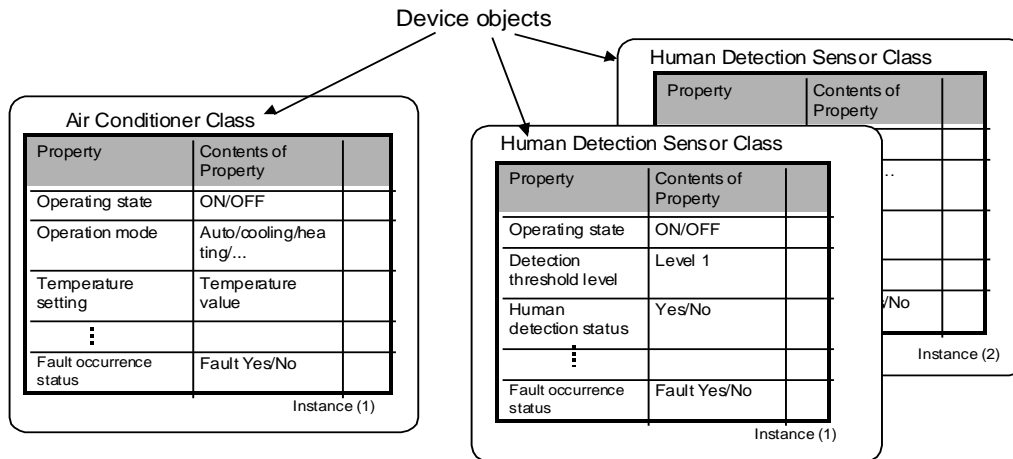 Device objects
Air Conditioner Class
Property Contents of
Property
Operating state ON/OFF
Operation mode Auto/cooling/hea
ting/...
Temperature Temperature
setting value
Fault occurrence Fault Yes/No
status
Instance (1)
Human Detection Sensor Class
Property Contents of
Property
Operating state ON/OFF
Detection Level 1
threshold level
Human Yes/No
detection status
Fault occurrence Fault Yes/No
status
Instance (1)
Human Detection Sensor Class
Property Contents of
Property
/No
Instance (2)